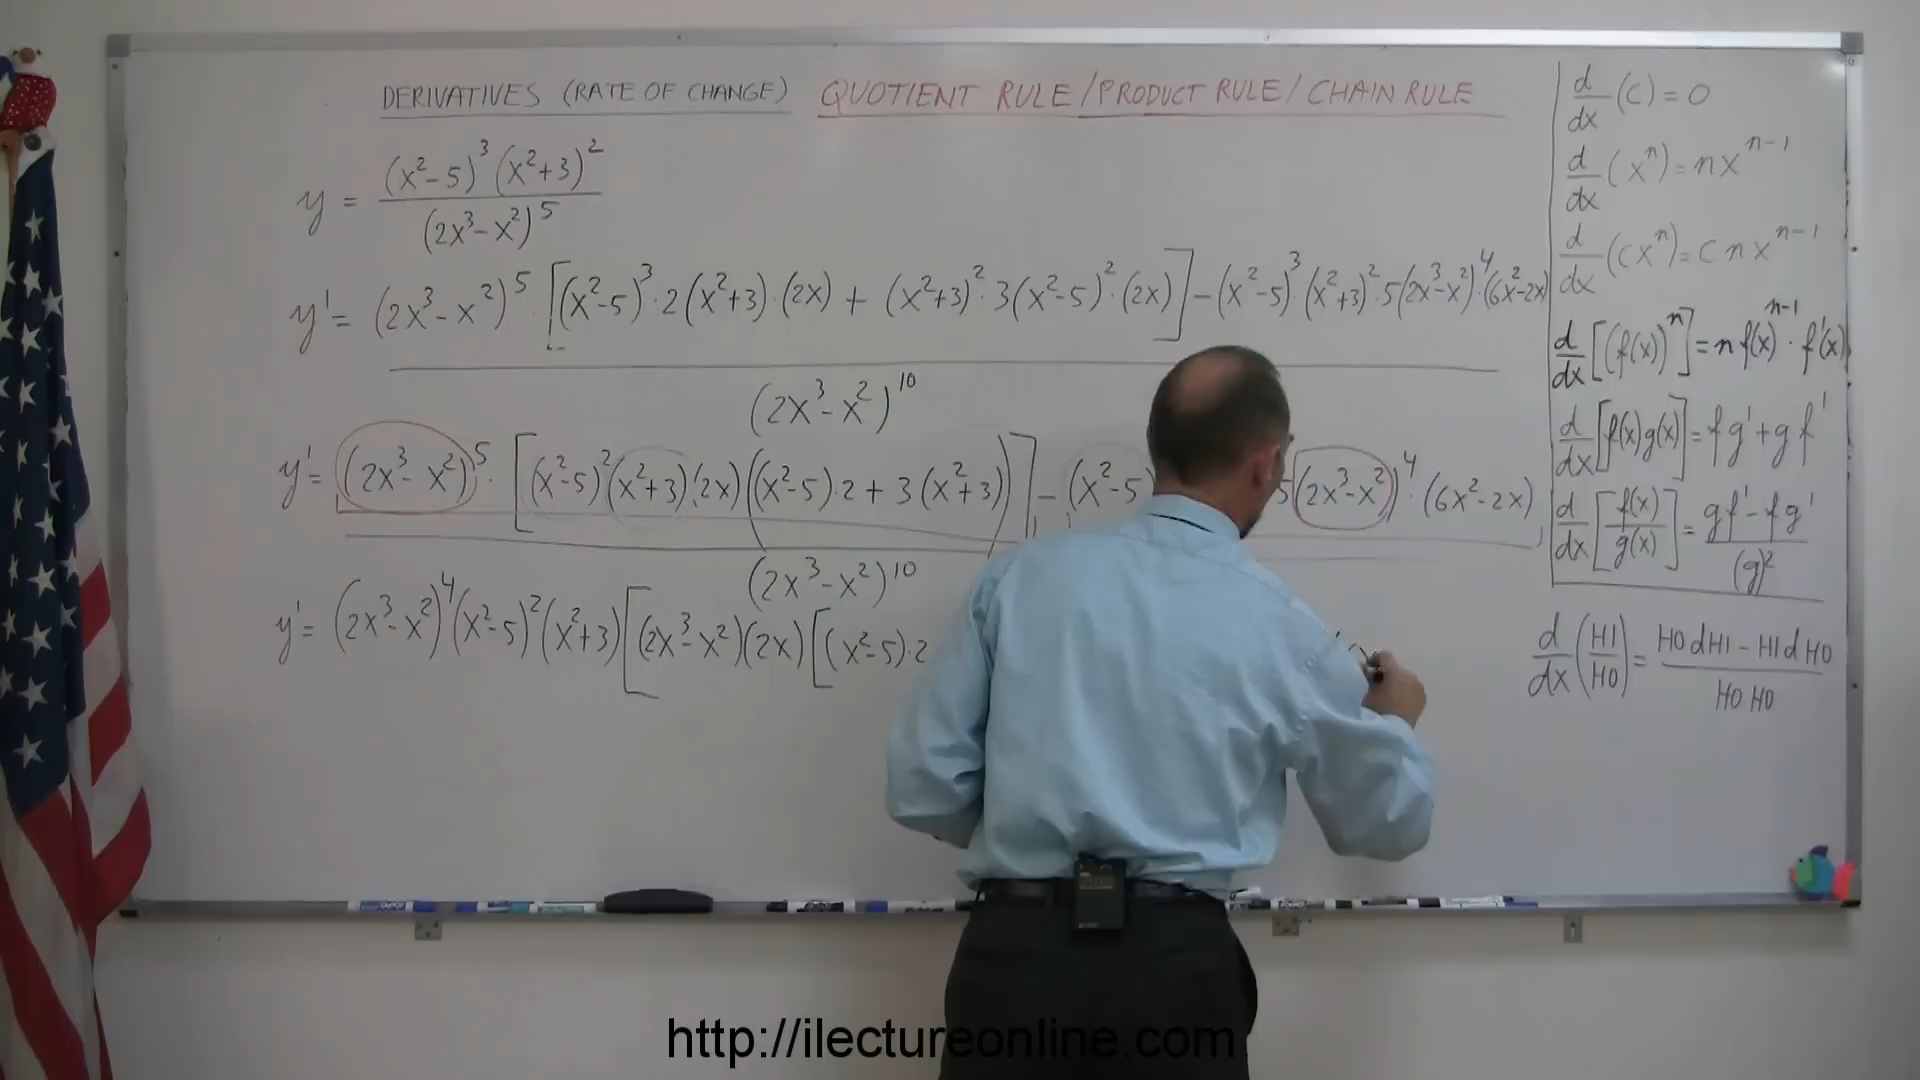 DERIVATIVES (RATE OF CHANGE) QUOTIENT RULE / PRODUCT RULE / CHAIN RULE
y = (x²-5)³ (x²+3)² / (2x³-x²)⁵
y' = (2x³-x²)⁵ · [(x²-5)³ · 2(x²+3) · (2x) + (x²+3)² · 3(x²-5)² · (2x)] - (x²-5)³ · (x²+3)² · 5(2x³-x²)⁴ · (6x²-2x)
(2x³-x²)¹⁰
y' = (2x³-x²)⁵ · [(x²-5)²(x²+3)·(2x)((x²-5)·2 + 3(x²+3))] - (x²-5) 5(2x³-x²)⁴ · (6x²-2x)
(2x³-x²)¹⁰
y' = (2x³-x²)⁴(x²-5)²(x²+3)[(2x³-x²)(2x)[(x²-5)·2
d/dx (c) = 0
d/dx (xⁿ) = nxⁿ⁻¹
d/dx (cxⁿ) = c n xⁿ⁻¹
d/dx [(f(x))ⁿ] = n f(x)ⁿ⁻¹ · f'(x)
d/dx [f(x)g(x)] = f g' + g f'
d/dx [f(x)/g(x)] = gf' - fg' / (g)²
d/dx (HI/HO) = HO dHI - HI d HO / HO HO
http://ilectureonline.com